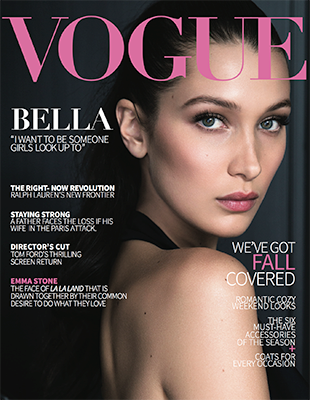 VOGUE
BELLA
"I WANT TO BE SOMEONE
GIRLS LOOK UP TO"
THE RIGHT- NOW REVOLUTION
RALPH LAUREN'S NEW FRONTIER
STAYING STRONG
A FATHER FACES THE LOSS IF HIS
WIFE IN THE PARIS ATTACK.
DIRECTOR'S CUT
TOM FORD'S THRILLING
SCREEN RETURN
EMMA STONE
THE FACE OF LA LA LAND THAT IS
DRAWN TOGETHER BY THEIR COMMON
DESIRE TO DO WHAT THEY LOVE
WE'VE GOT
FALL
COVERED
ROMANTIC COZY
WEEKEND LOOKS
THE SIX
MUST-HAVE
ACCESSORIES
OF THE SEASON
+
COATS FOR
EVERY OCCASION